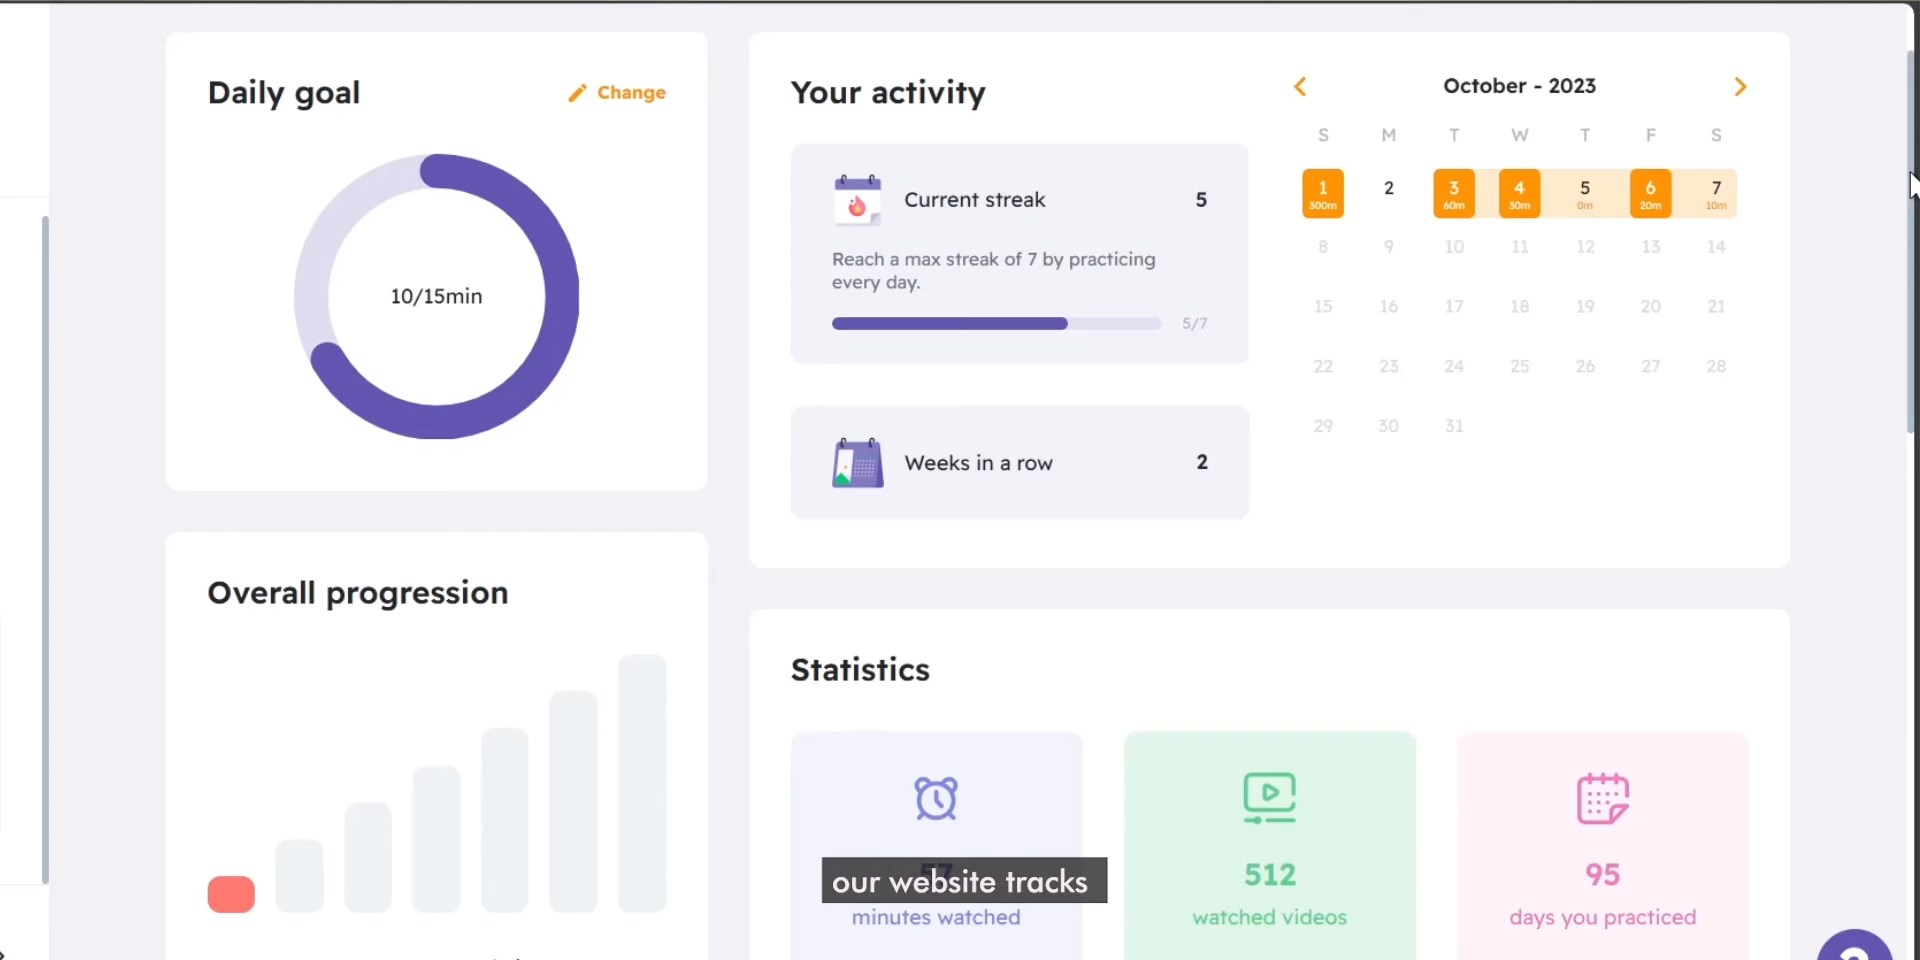 Daily goal
Change
10/15min
Your activity
Current streak
5
Reach a max streak of 7 by practicing
every day.
5/7
Weeks in a row
2
October - 2023
S M T W T F S
1 2 3 4 5 6 7
300m 60m 30m 0m 20m 10m
8 9 10 11 12 13 14
15 16 17 18 19 20 21
22 23 24 25 26 27 28
29 30 31
Overall progression
Statistics
our website tracks
minutes watched
512
watched videos
95
days you practiced